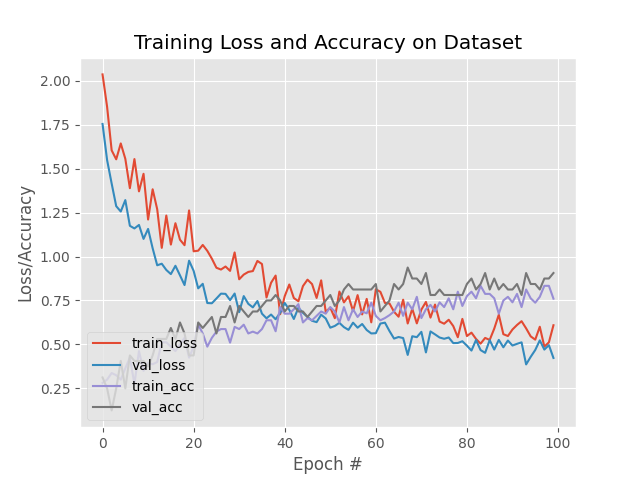 Training Loss and Accuracy on Dataset
Loss/Accuracy
2.00
1.75
1.50
1.25
1.00
0.75
0.50
0.25
train_loss
val_loss
train_acc
val_acc
0 20 40 60 80 100
Epoch #